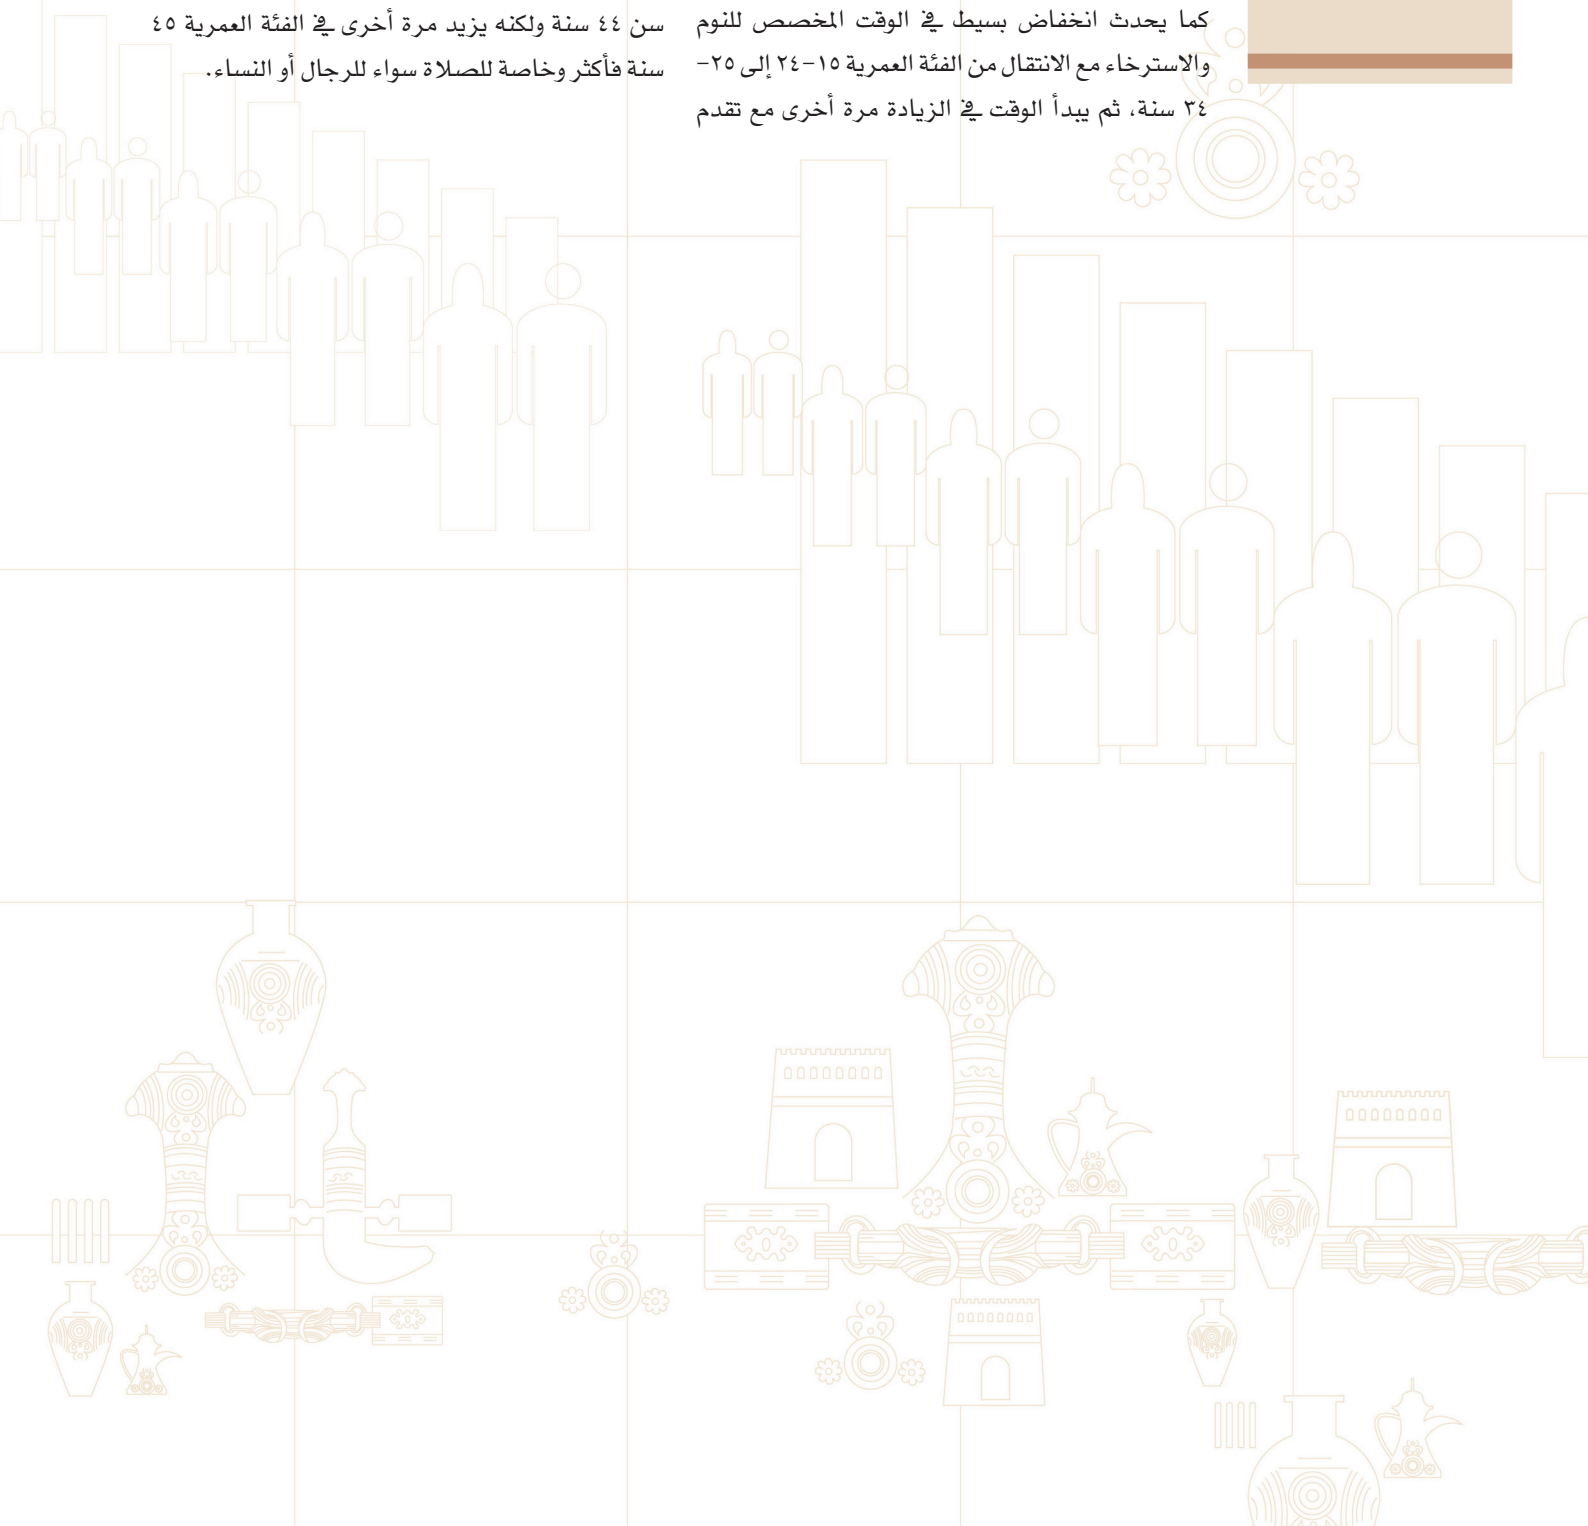 كما يحدث انخفاض بسيط في الوقت المخصص للنوم
والاسترخاء مع الانتقال من الفئة العمرية ١٥-٢٤ إلى ٢٥-
٣٤ سنة، ثم يبدأ الوقت في الزيادة مرة أخرى مع تقدم
سن ٤٤ سنة ولكنه يزيد مرة أخرى في الفئة العمرية ٤٥
سنة فأكثر وخاصة للصلاة سواء للرجال أو النساء.